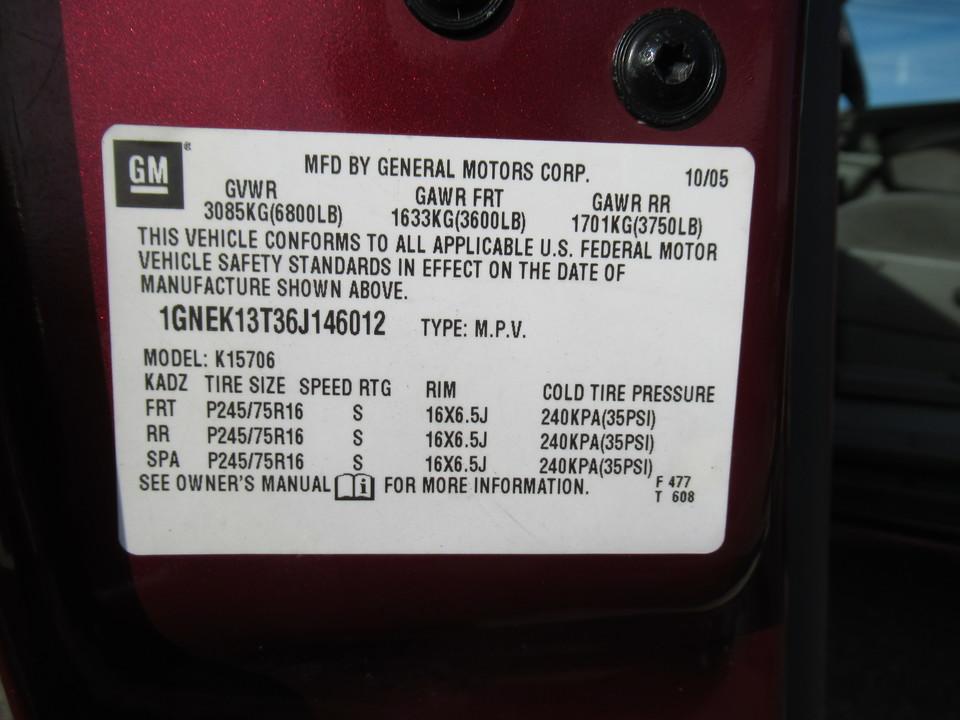 GM®
MFD BY GENERAL MOTORS CORP. 10/05
GVWR GAWR FRT GAWR RR
3085KG(6800LB) 1633KG(3600LB) 1701KG(3750LB)
THIS VEHICLE CONFORMS TO ALL APPLICABLE U.S. FEDERAL MOTOR
VEHICLE SAFETY STANDARDS IN EFFECT ON THE DATE OF
MANUFACTURE SHOWN ABOVE.
1GNEK13T36J146012 TYPE: M.P.V.
MODEL: K15706
KADZ TIRE SIZE SPEED RTG RIM COLD TIRE PRESSURE
FRT P245/75R16 S 16X6.5J 240KPA(35PSI)
RR P245/75R16 S 16X6.5J 240KPA(35PSI)
SPA P245/75R16 S 16X6.5J 240KPA(35PSI)
SEE OWNER'S MANUAL i FOR MORE INFORMATION. F 477
T 608